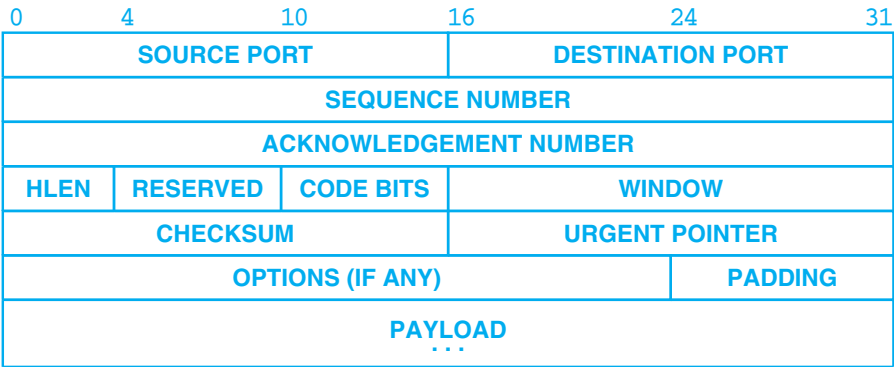 0 4 10 16 24 31
SOURCE PORT DESTINATION PORT
SEQUENCE NUMBER
ACKNOWLEDGEMENT NUMBER
HLEN RESERVED CODE BITS WINDOW
CHECKSUM URGENT POINTER
OPTIONS (IF ANY) PADDING
PAYLOAD
. . .